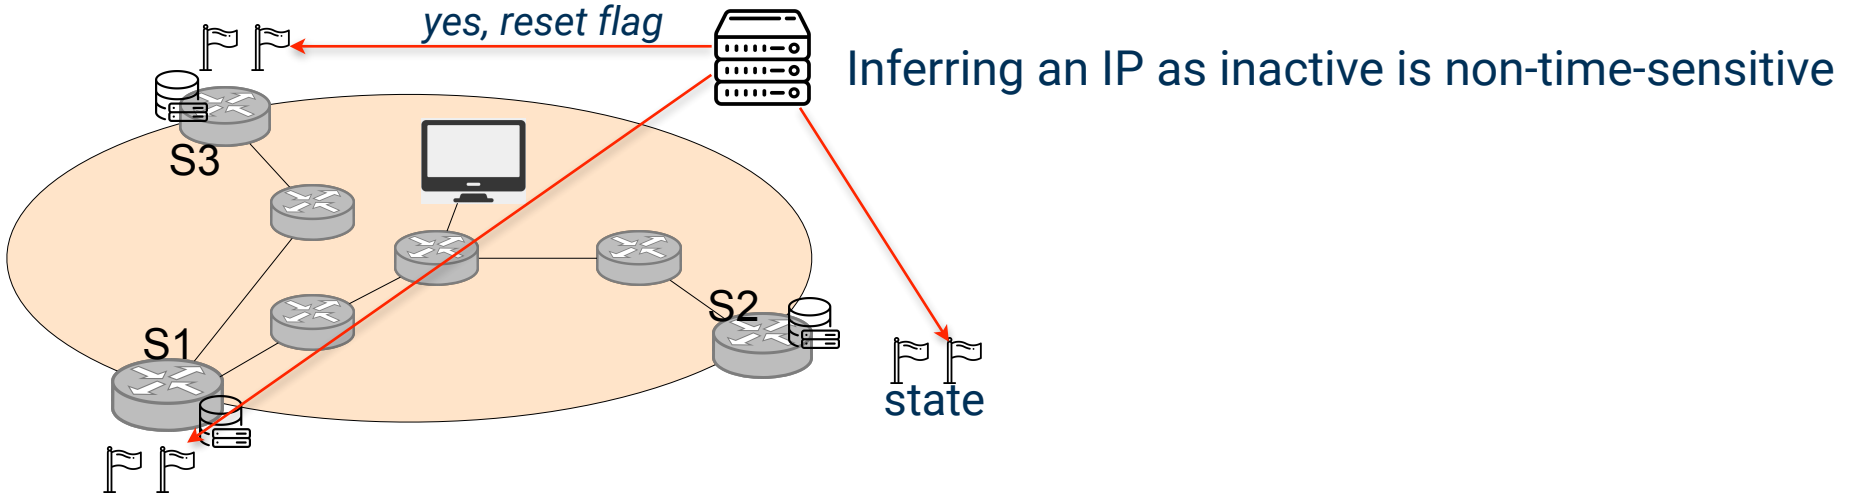 yes, reset flag
Inferring an IP as inactive is non-time-sensitive
S3
S2
S1
state